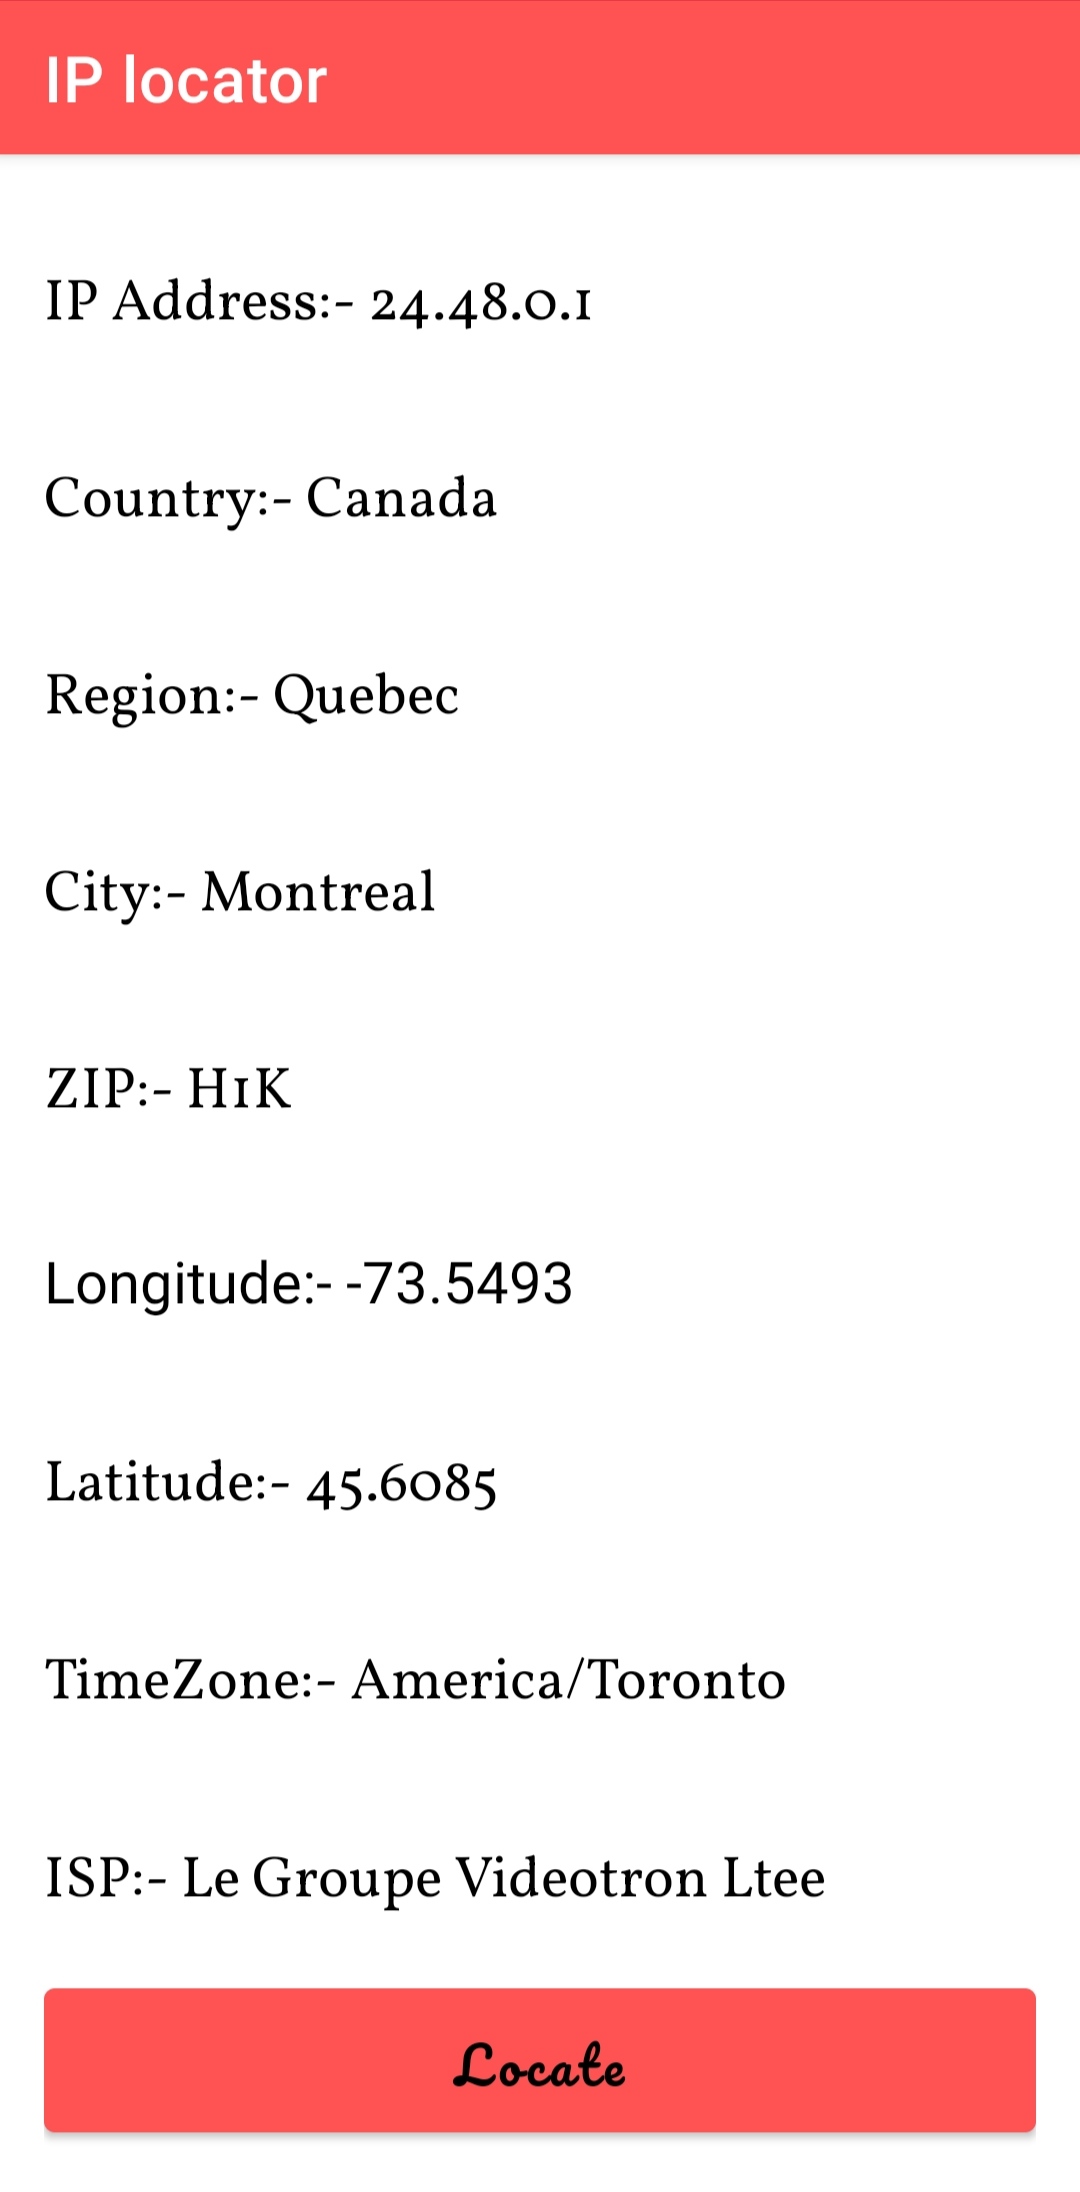 IP locator
IP Address:- 24.48.0.1
Country:- Canada
Region:- Quebec
City:- Montreal
ZIP:- H1K
Longitude:- -73.5493
Latitude:- 45.6085
TimeZone:- America/Toronto
ISP:- Le Groupe Videotron Ltee
Locate